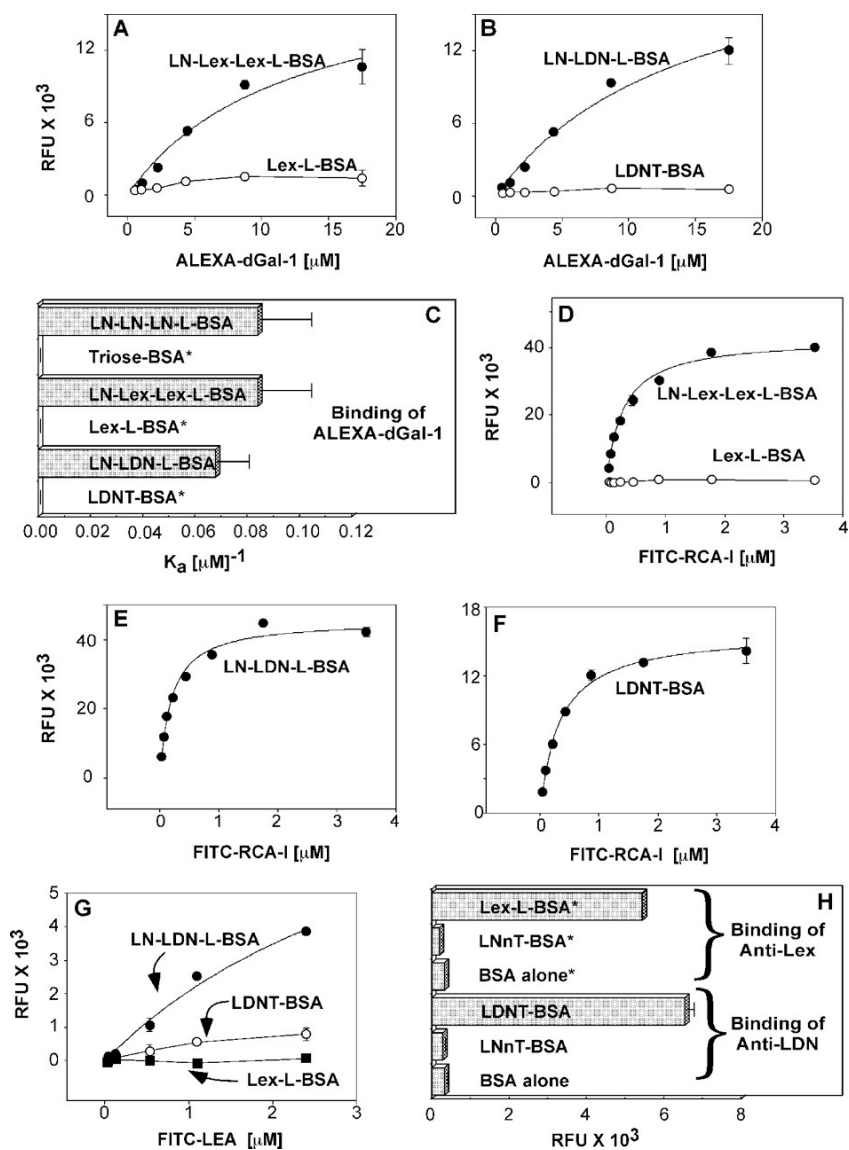 A
LN-Lex-Lex-L-BSA
Lex-L-BSA
RFU X 10³
12
6
0
0 5 10 15 20
ALEXA-dGal-1 [μM]
B
LN-LDN-L-BSA
LDNT-BSA
12
6
0
0 5 10 15 20
ALEXA-dGal-1 [μM]
C
LN-LN-LN-L-BSA
Triose-BSA*
LN-Lex-Lex-L-BSA
Lex-L-BSA*
LN-LDN-L-BSA
LDNT-BSA*
Binding of
ALEXA-dGal-1
0.00 0.02 0.04 0.06 0.08 0.10 0.12
Ka [μM]-1
D
RFU X 10³
40
20
0
LN-Lex-Lex-L-BSA
Lex-L-BSA
0 1 2 3 4
FITC-RCA-I [μM]
E
RFU X 10³
40
20
0
LN-LDN-L-BSA
0 1 2 3 4
FITC-RCA-I [μM]
F
18
12
6
0
LDNT-BSA
0 1 2 3 4
FITC-RCA-I [μM]
G
RFU X 10³
5
4
3
2
1
0
LN-LDN-L-BSA
LDNT-BSA
Lex-L-BSA
0 1 2 3
FITC-LEA [μM]
H
Lex-L-BSA*
LNnT-BSA*
BSA alone*
Binding of
Anti-Lex
LDNT-BSA
LNnT-BSA
BSA alone
Binding of
Anti-LDN
0 2 4 6 8
RFU X 10³